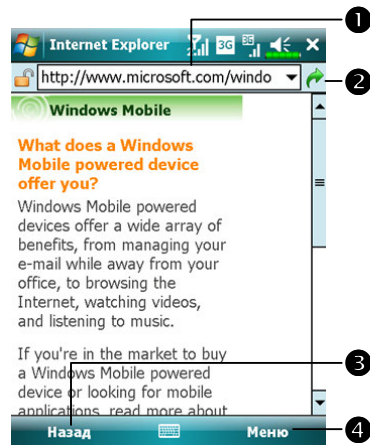 1
Internet Explorer 3G 3G
http://www.microsoft.com/windo
2
Windows Mobile
What does a Windows
Mobile powered device
offer you?
Windows Mobile powered
devices offer a wide array of
benefits, from managing your
e-mail while away from your
office, to browsing the
Internet, watching videos,
and listening to music.
If you're in the market to buy
a Windows Mobile powered
device or looking for mobile
applications, read more about
3
Назад Меню
4